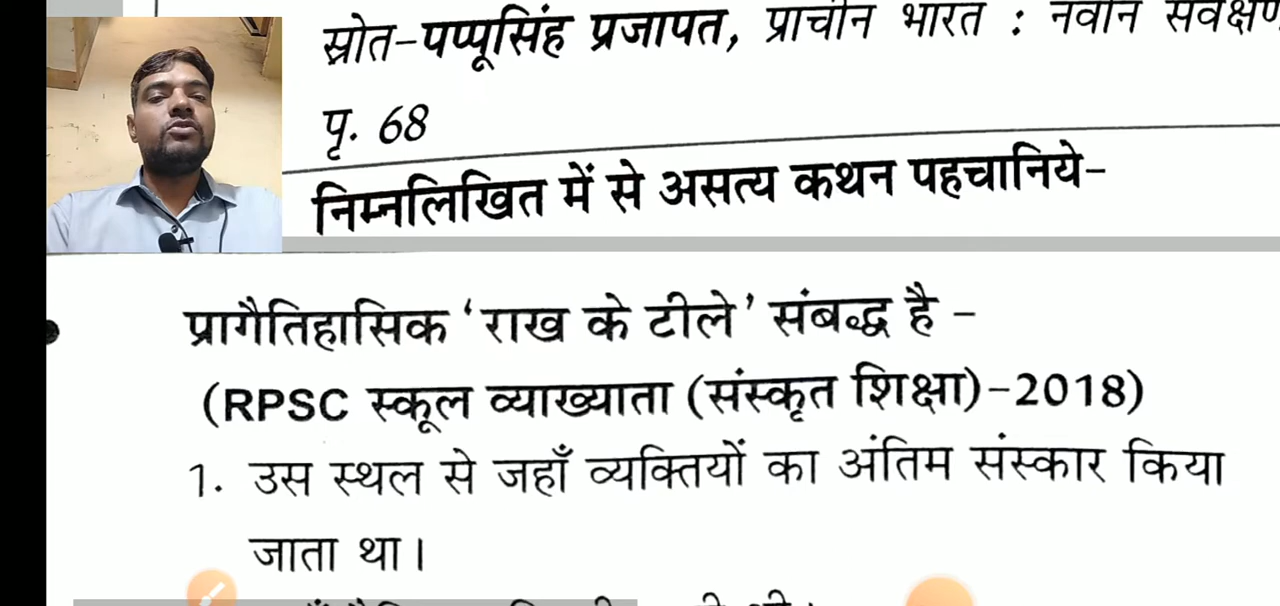 स्रोत-पप्पूसिंह प्रजापत, प्राचीन भारत : नवीन सर्वेक्षण
पृ. 68
निम्नलिखित में से असत्य कथन पहचानिये-
प्रागैतिहासिक ‘राख के टीले’ संबद्ध है -
(RPSC स्कूल व्याख्याता (संस्कृत शिक्षा)-2018)
1. उस स्थल से जहाँ व्यक्तियों का अंतिम संस्कार किया
जाता था।